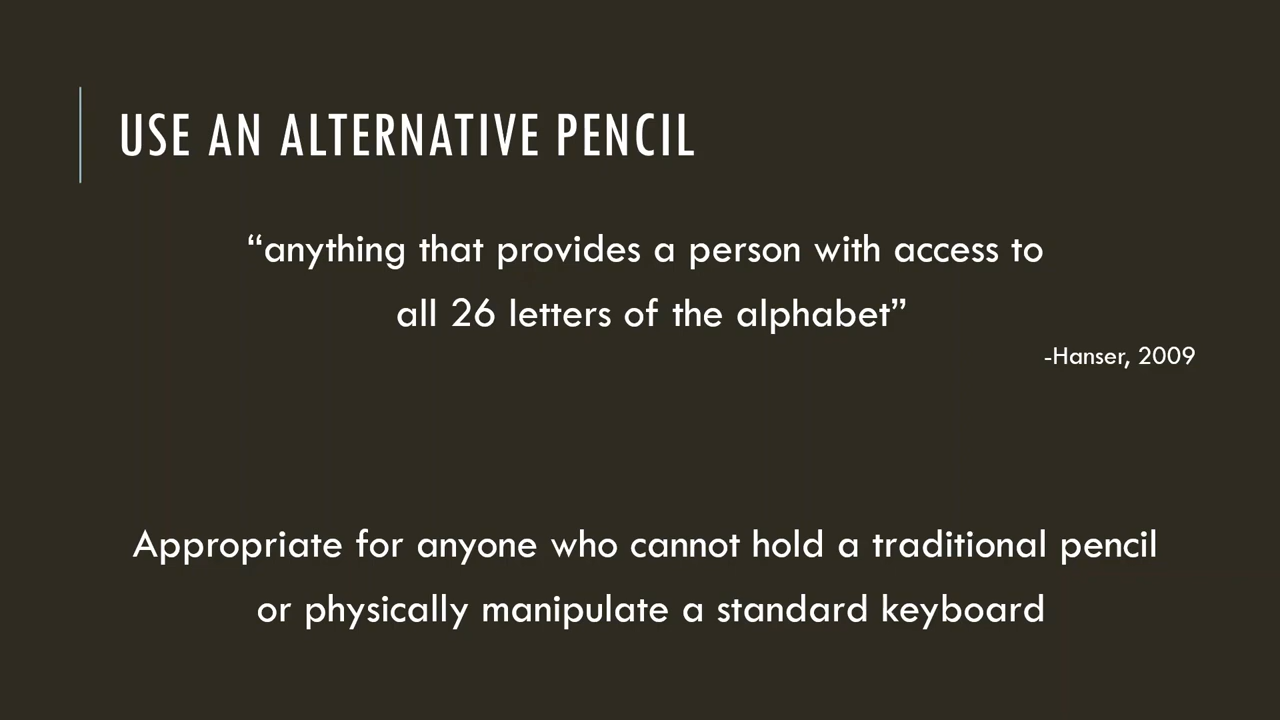 USE AN ALTERNATIVE PENCIL
“anything that provides a person with access to
all 26 letters of the alphabet”
-Hanser, 2009
Appropriate for anyone who cannot hold a traditional pencil
or physically manipulate a standard keyboard